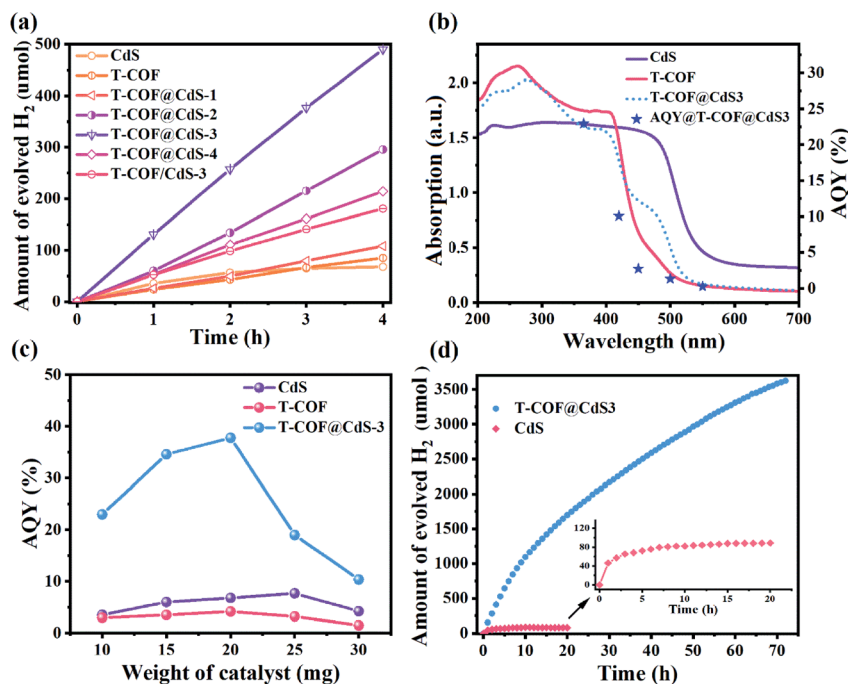 (a)
Amount of evolved H2 (umol)
500
400
300
200
100
50
0
CdS
T-COF
T-COF@CdS-1
T-COF@CdS-2
T-COF@CdS-3
T-COF@CdS-4
T-COF/CdS-3
0 1 2 3 4
Time (h)
(b)
Absorption (a.u.)
2.0
1.5
1.0
0.5
0.0
CdS
T-COF
T-COF@CdS3
AQY@T-COF@CdS3
30
25
20
15
10
5
0
AQY (%)
200 300 400 500 600 700
Wavelength (nm)
(c)
AQY (%)
50
40
30
20
10
0
CdS
T-COF
T-COF@CdS-3
10 15 20 25 30
Weight of catalyst (mg)
(d)
Amount of evolved H2 (umol)
3500
3000
2500
2000
1500
1000
500
0
T-COF@CdS3
CdS
120
80
40
0
0 5 10 15 20
Time (h)
0 10 20 30 40 50 60 70
Time (h)